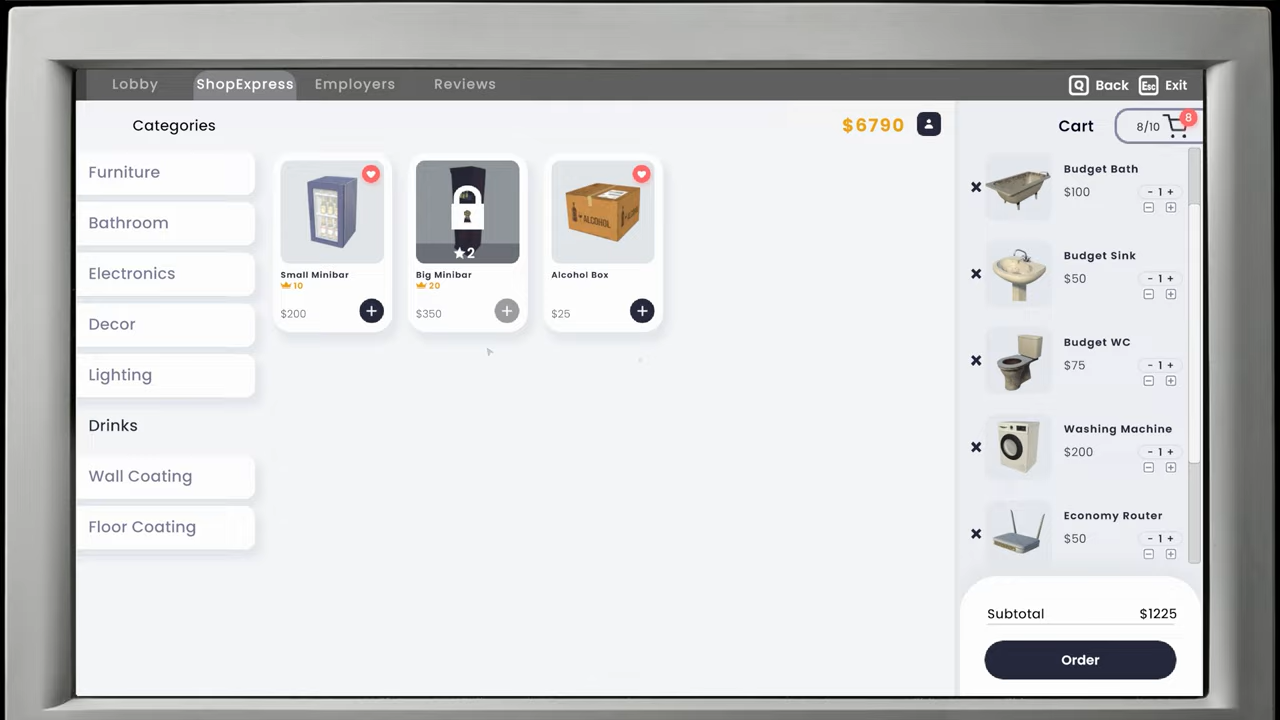 Lobby
ShopExpress
Employers
Reviews
Q Back
Esc Exit
Categories
$6790
Cart
8/10
8
Furniture
Bathroom
Electronics
Decor
Lighting
Drinks
Wall Coating
Floor Coating
Small Minibar
10
$200
2
Big Minibar
20
$350
ALCOHOL
Alcohol Box
$25
Budget Bath
$100
- 1 +
Budget Sink
$50
- 1 +
Budget WC
$75
- 1 +
Washing Machine
$200
- 1 +
Economy Router
$50
- 1 +
Subtotal
$1225
Order